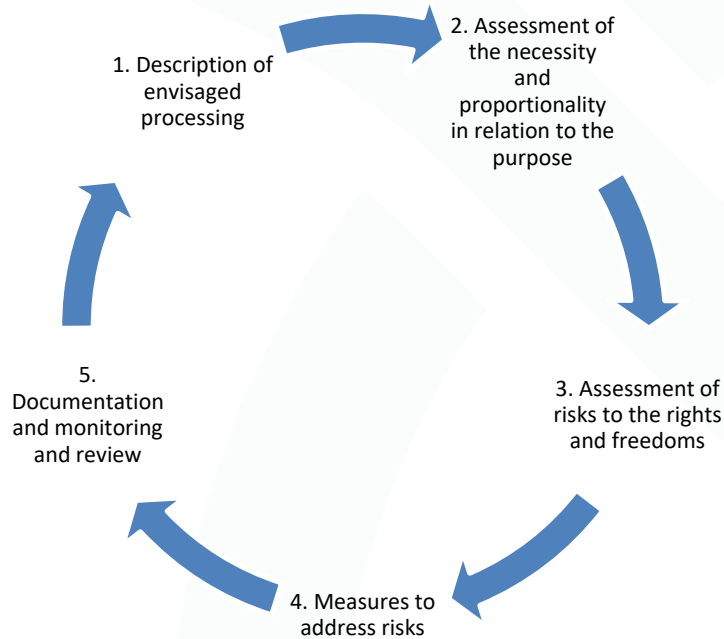 1. Description of
envisaged
processing
2. Assessment of
the necessity
and
proportionality
in relation to the
purpose
3. Assessment of
risks to the rights
and freedoms
4. Measures to
address risks
5.
Documentation
and monitoring
and review